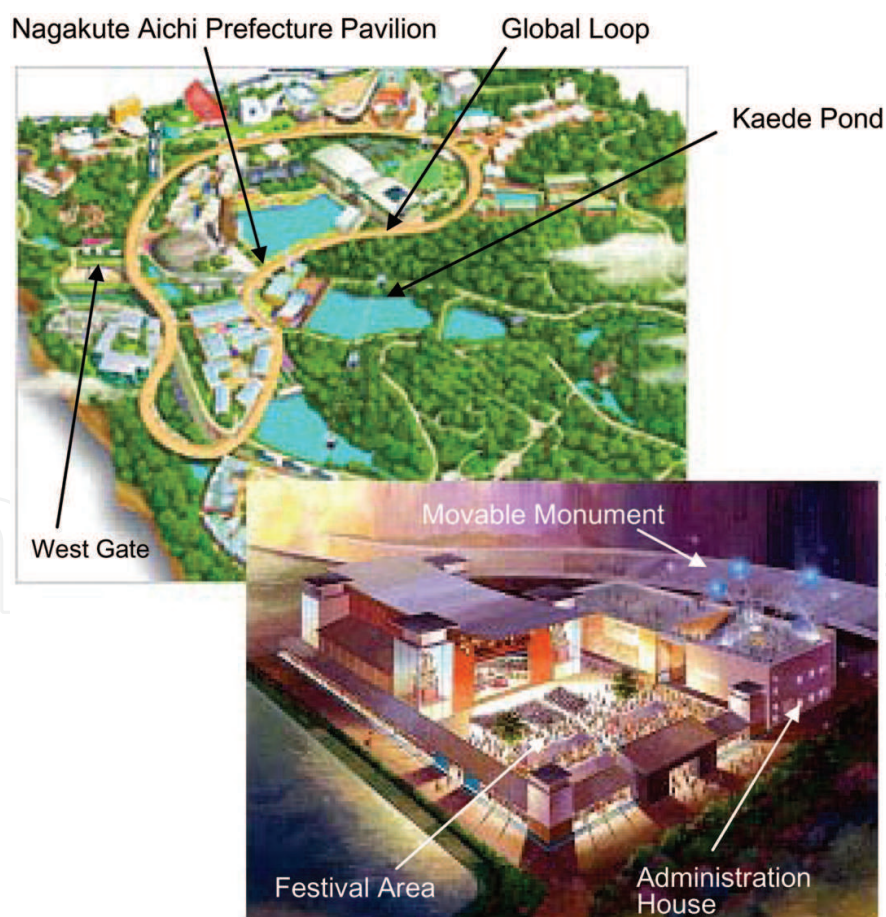 Nagakute Aichi Prefecture Pavilion
Global Loop
Kaede Pond
West Gate
Movable Monument
Festival Area
Administration
House